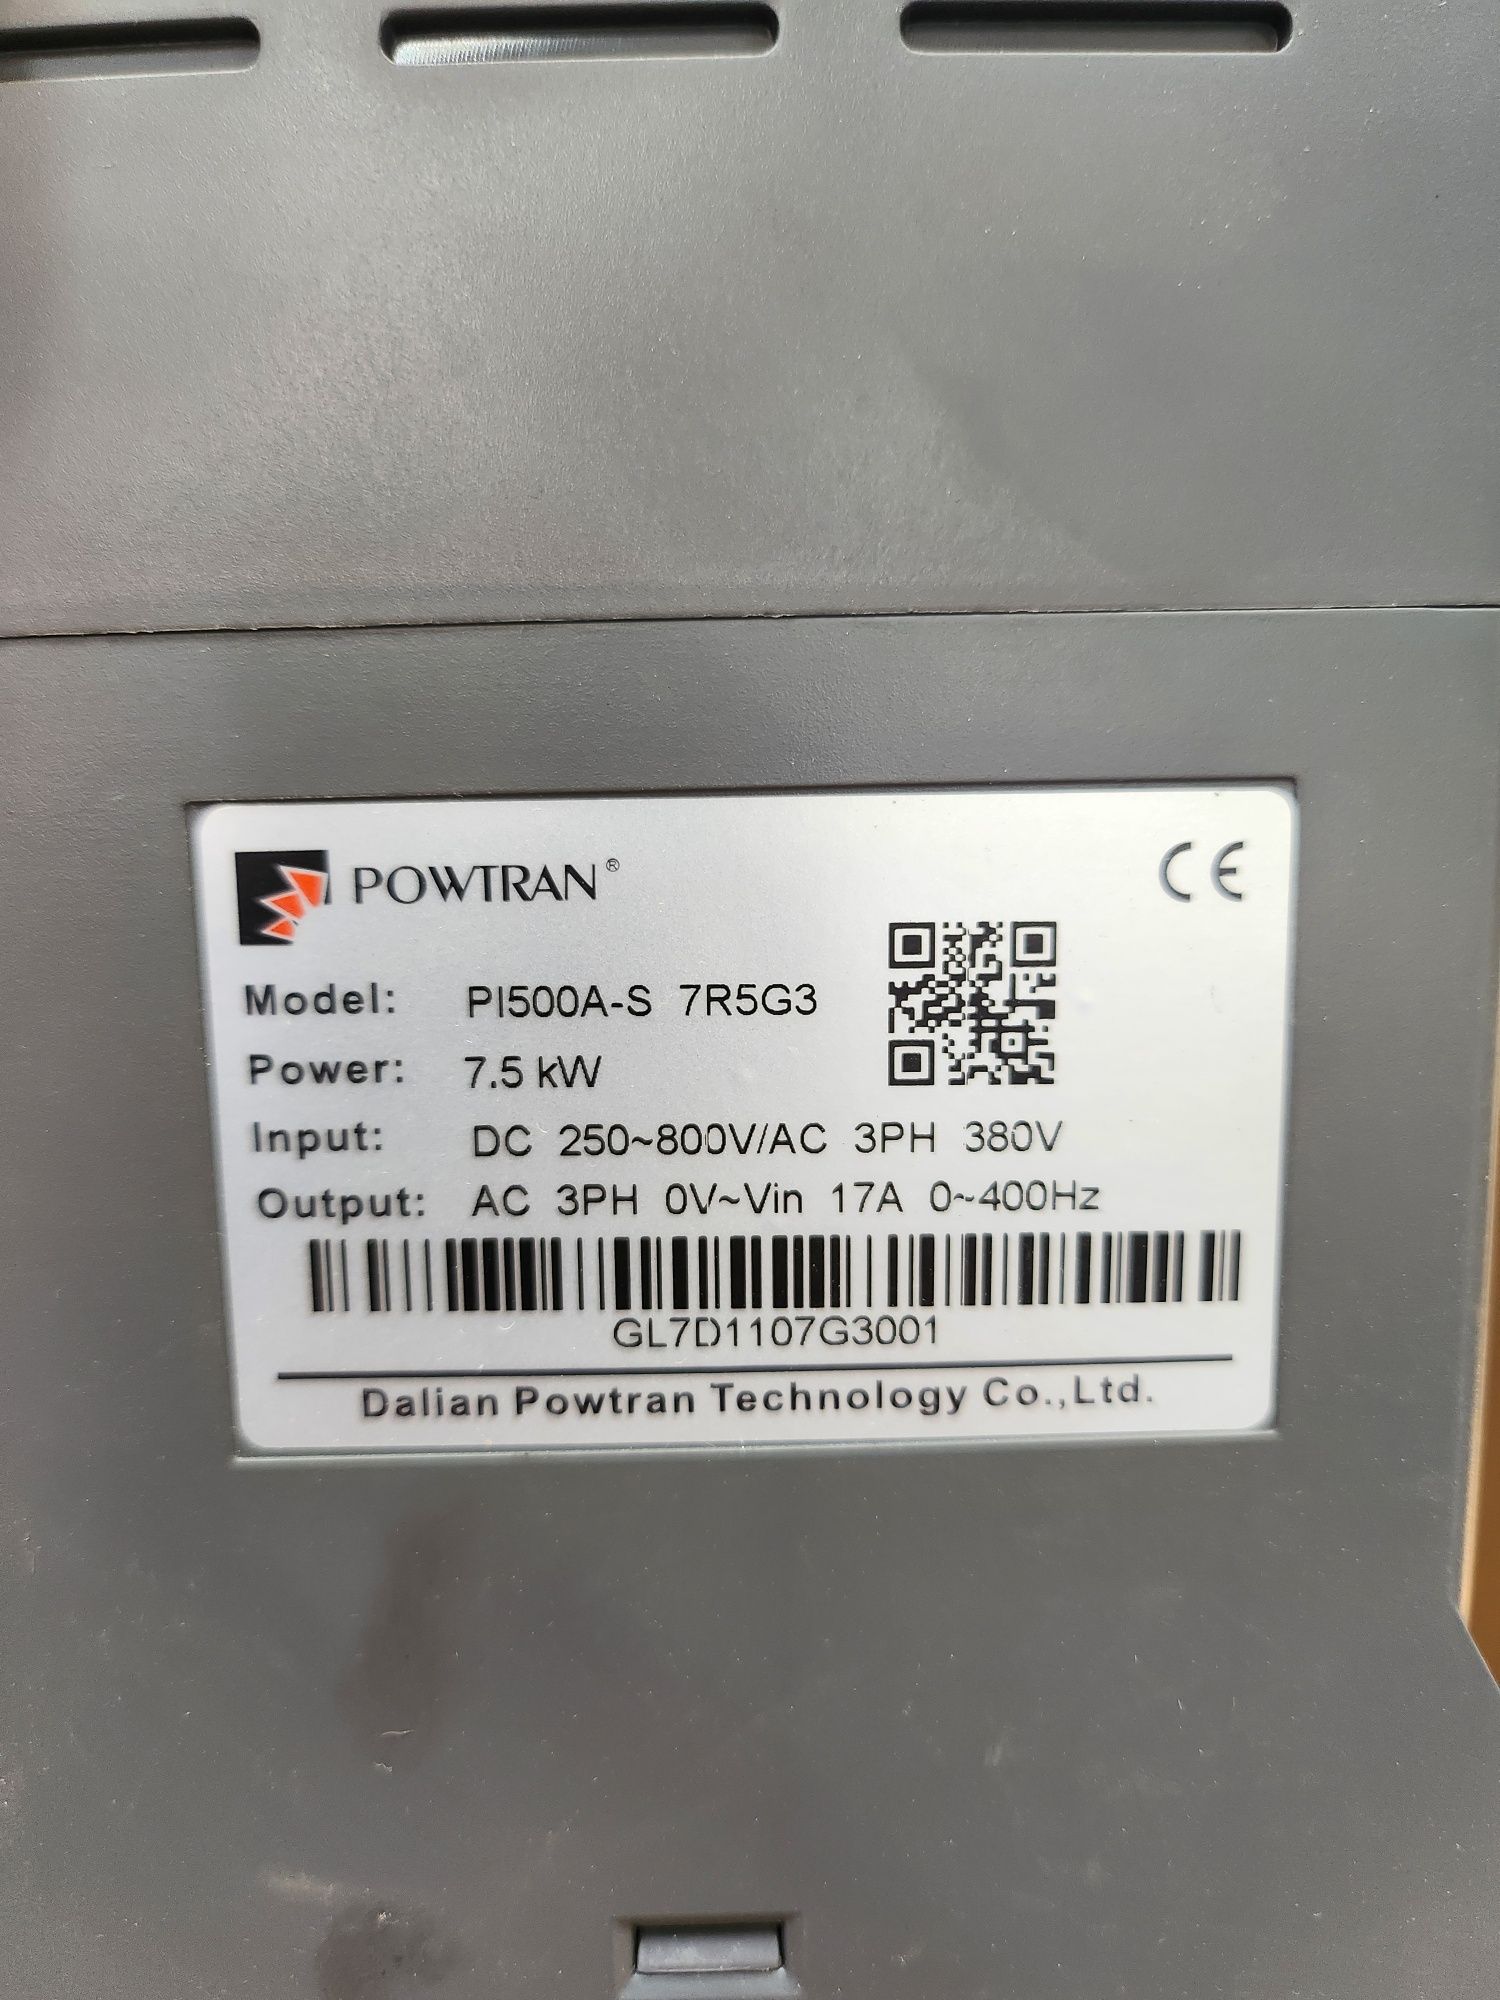 POWTRAN®
CE
Model: PI500A-S 7R5G3
Power: 7.5 kW
Input: DC 250~800V/AC 3PH 380V
Output: AC 3PH 0V~Vin 17A 0~400Hz
GL7D1107G3001
Dalian Powtran Technology Co.,Ltd.